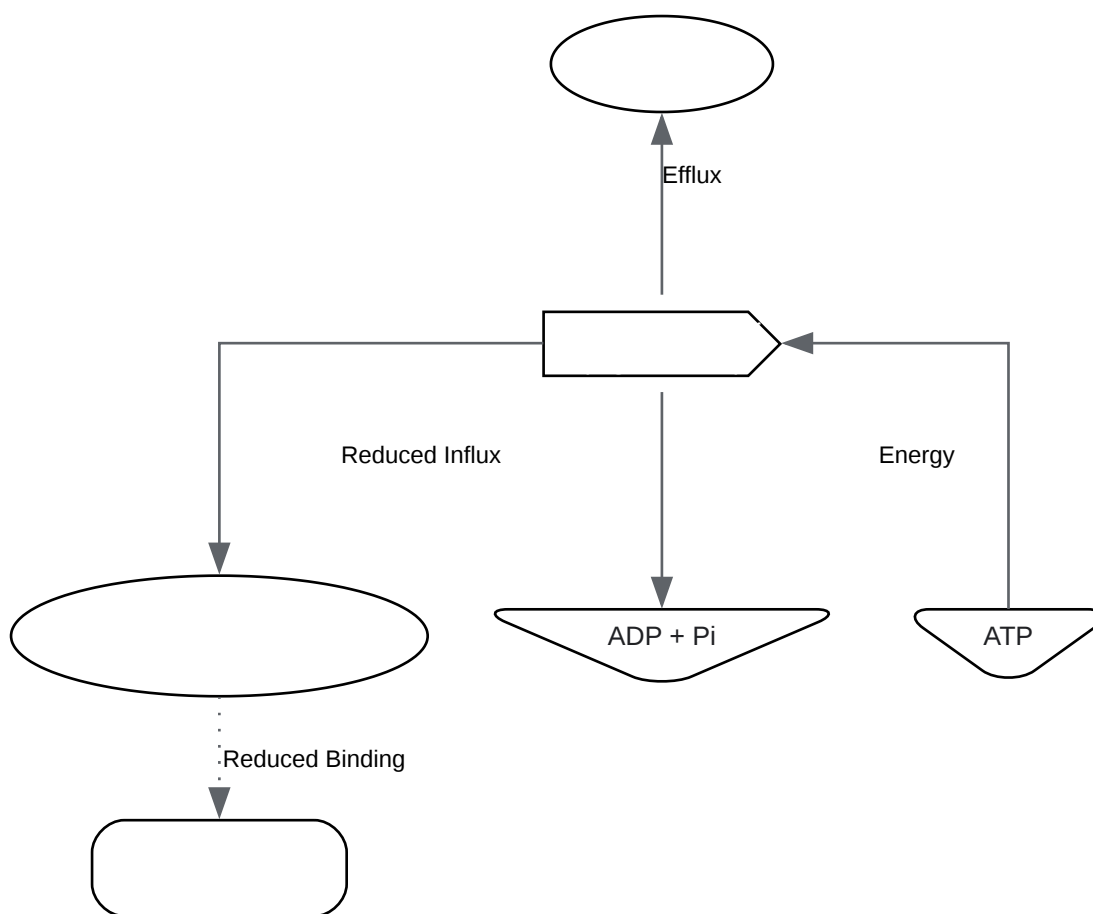 Efflux
Reduced Influx
Energy
ADP + Pi
ATP
Reduced Binding